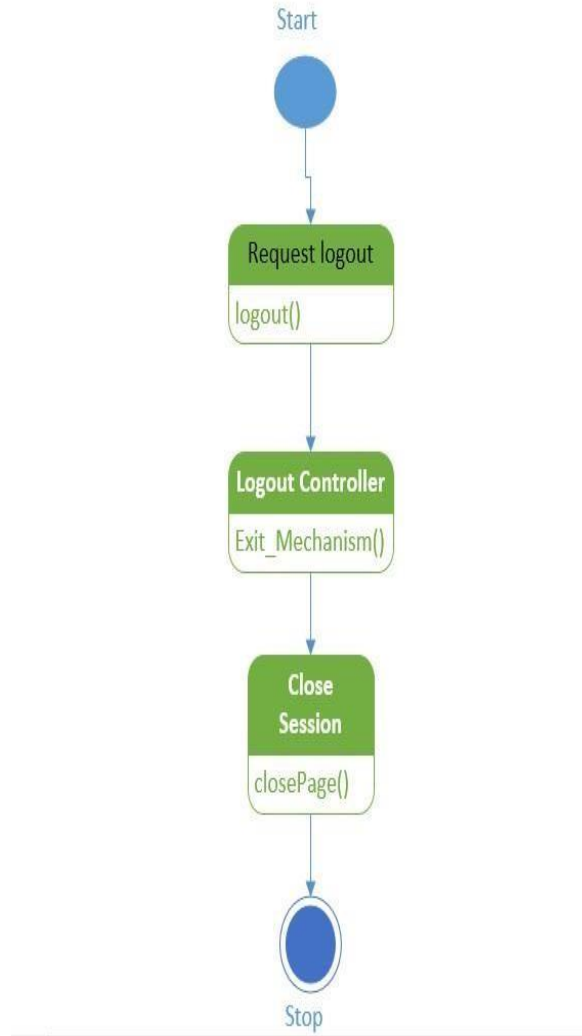 Start
Request logout
logout()
Logout Controller
Exit_Mechanism()
Close
Session
closePage()
Stop